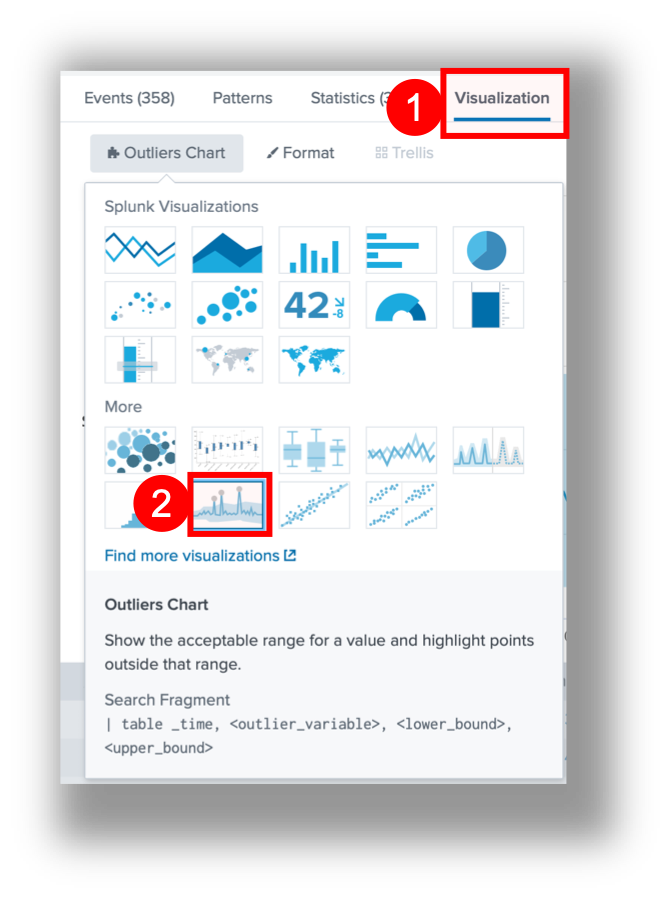 Events (358) Patterns Statistics (3 1 Visualization
Outliers Chart Format Trellis
Splunk Visualizations
42 -8
More
2
Find more visualizations
Outliers Chart
Show the acceptable range for a value and highlight points
outside that range.
Search Fragment
| table _time, <outlier_variable>, <lower_bound>,
<upper_bound>